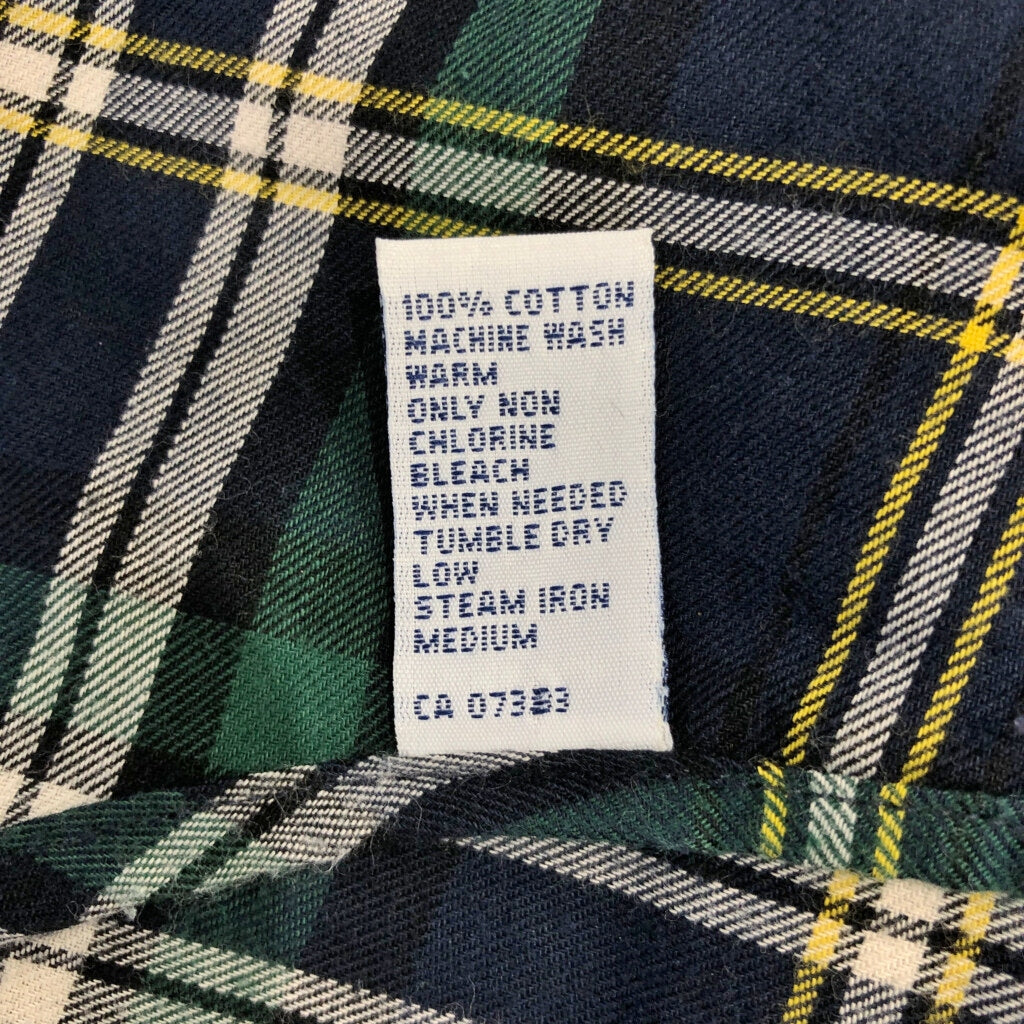 100% COTTON
MACHINE WASH
WARM
ONLY NON
CHLORINE
BLEACH
WHEN NEEDED
TUMBLE DRY
LOW
STEAM IRON
MEDIUM
CA 07383